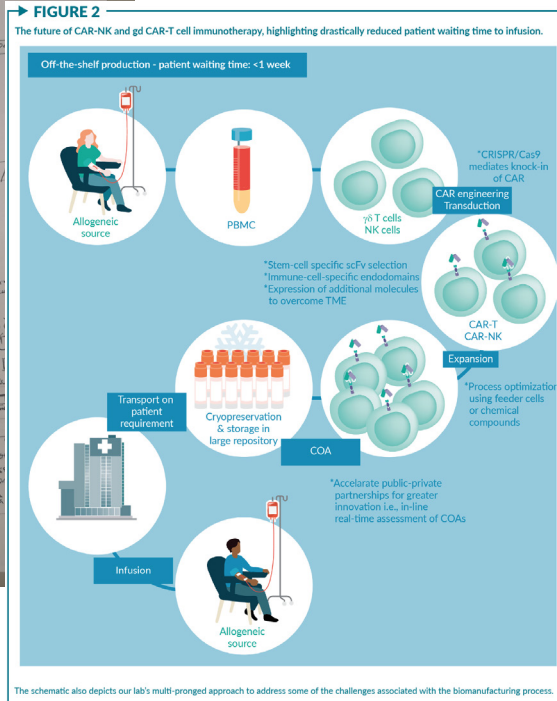 FIGURE 2
The future of CAR-NK and gd CAR-T cell immunotherapy, highlighting drastically reduced patient waiting time to infusion.
Off-the-shelf production - patient waiting time: <1 week
Allogeneic
source
PBMC
γδ T cells
NK cells
*CRISPR/Cas9
mediates knock-in
of CAR
CAR engineering
Transduction
*Stem-cell specific scFv selection
*Immune-cell-specific endodomains
*Expression of additional molecules
to overcome TME
CAR-T
CAR-NK
Expansion
*Process optimization
using feeder cells
or chemical
compounds
Cryopreservation
& storage in
large repository
COA
*Accelarate public-private
partnerships for greater
innovation i.e., in-line
real-time assessment of COAs
Transport on
patient
requirement
Infusion
Allogeneic
source
The schematic also depicts our lab's multi-pronged approach to address some of the challenges associated with the biomanufacturing process.